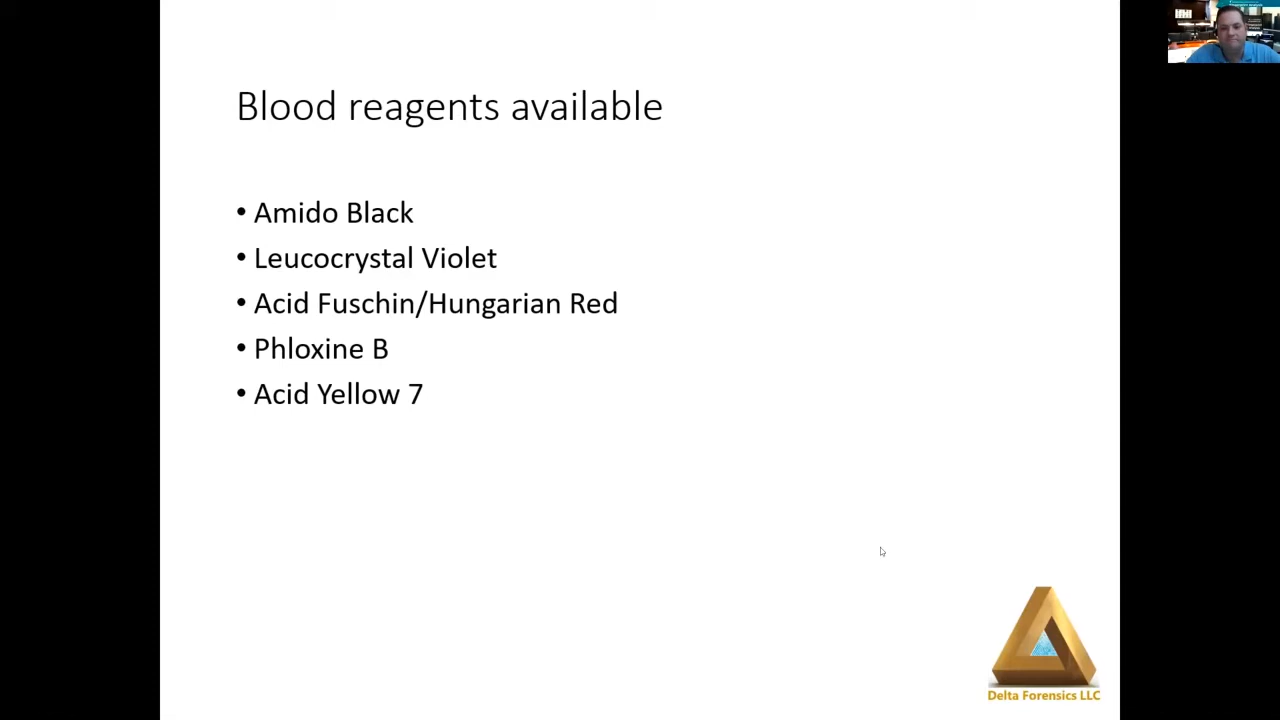 Blood reagents available
• Amido Black
• Leucocrystal Violet
• Acid Fuschin/Hungarian Red
• Phloxine B
• Acid Yellow 7
Delta Forensics LLC